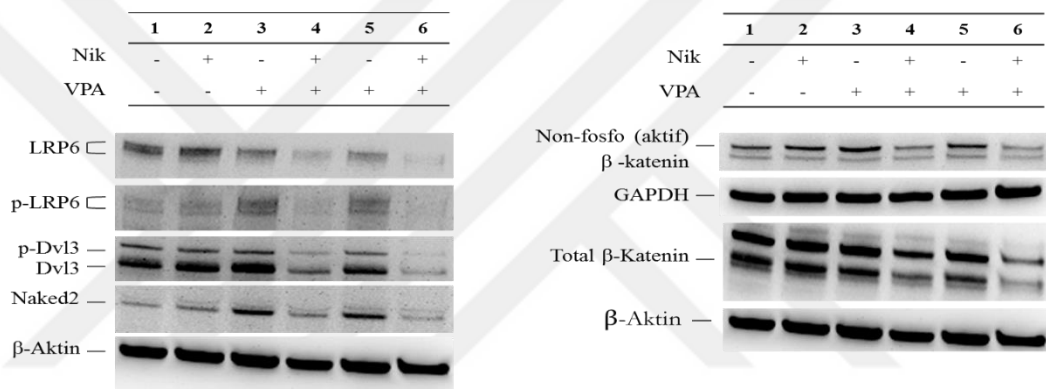 1 2 3 4 5 6
Nik - + - + - +
VPA - - + + + +
LRP6
p-LRP6
p-Dvl3
Dvl3
Naked2
β-Aktin
1 2 3 4 5 6
Nik - + - + - +
VPA - - + + + +
Non-fosfo (aktif)
β -katenin
GAPDH
Total β-Katenin
β-Aktin